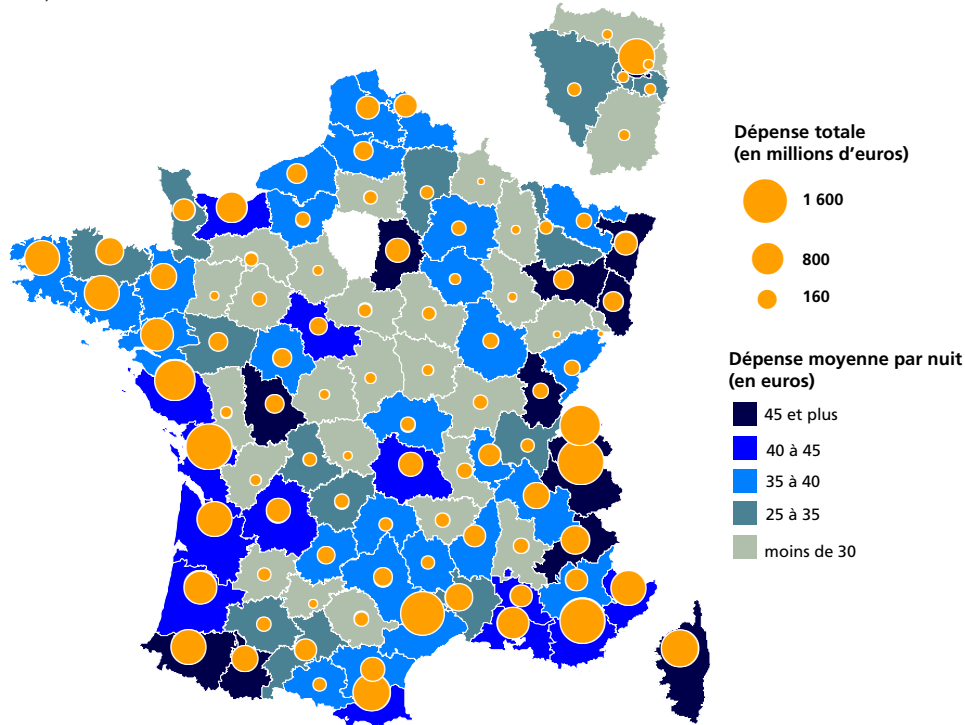 Dépense totale
(en millions d’euros)
1 600
800
160
Dépense moyenne par nuit
(en euros)
45 et plus
40 à 45
35 à 40
25 à 35
moins de 30